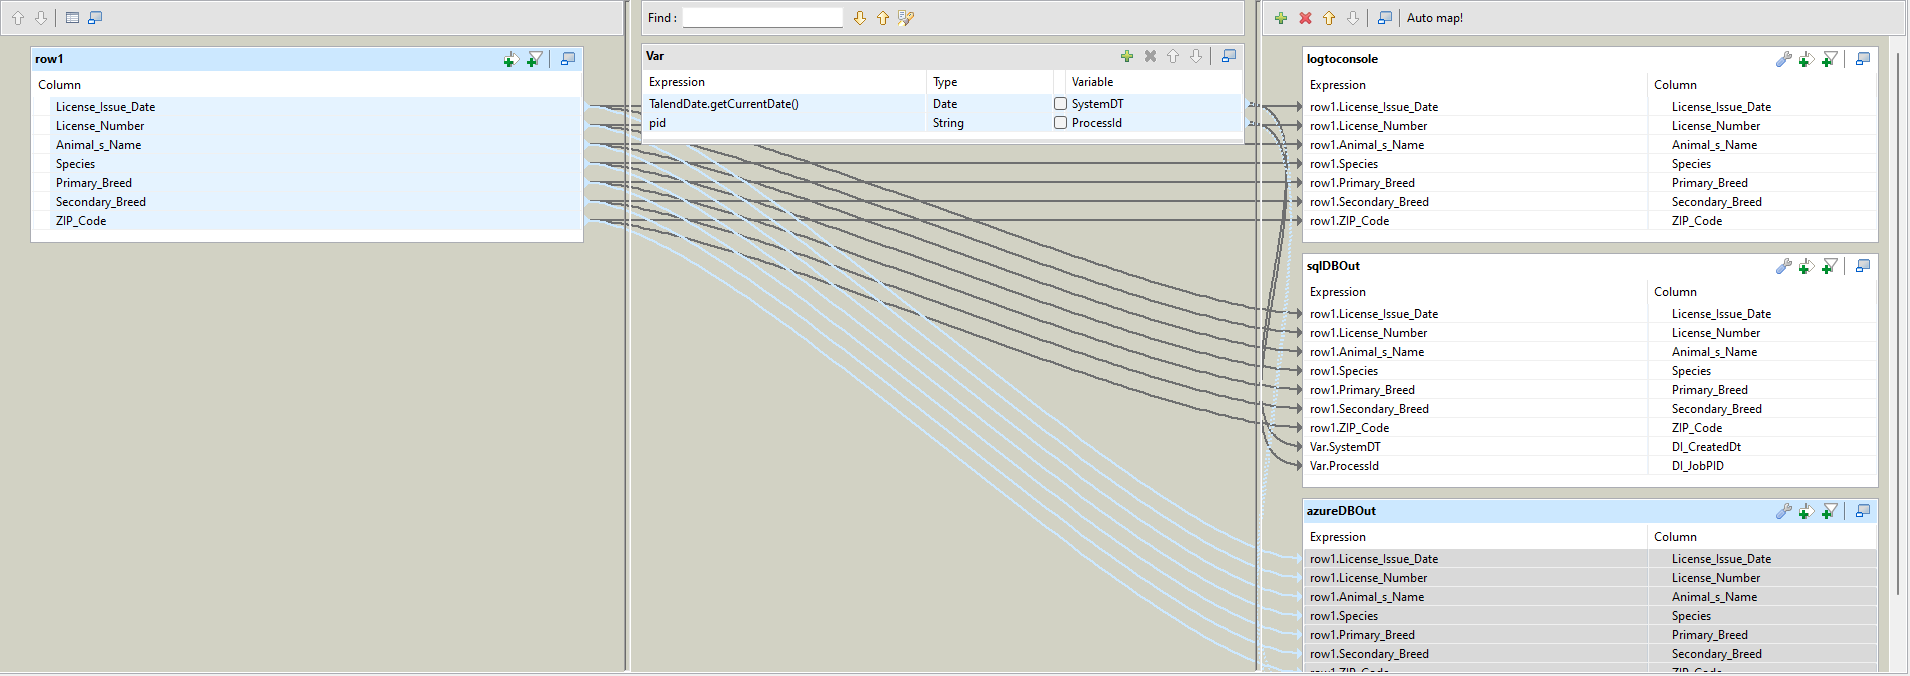 Find :
Auto map!
row1
Column
License_Issue_Date
License_Number
Animal_s_Name
Species
Primary_Breed
Secondary_Breed
ZIP_Code
Var
Expression Type Variable
TalendDate.getCurrentDate() Date SystemDT
pid String ProcessId
logtoconsole
Expression Column
row1.License_Issue_Date License_Issue_Date
row1.License_Number License_Number
row1.Animal_s_Name Animal_s_Name
row1.Species Species
row1.Primary_Breed Primary_Breed
row1.Secondary_Breed Secondary_Breed
row1.ZIP_Code ZIP_Code
sqlDBOut
Expression Column
row1.License_Issue_Date License_Issue_Date
row1.License_Number License_Number
row1.Animal_s_Name Animal_s_Name
row1.Species Species
row1.Primary_Breed Primary_Breed
row1.Secondary_Breed Secondary_Breed
row1.ZIP_Code ZIP_Code
Var.SystemDT DI_CreatedDt
Var.ProcessId DI_JobPID
azureDBOut
Expression Column
row1.License_Issue_Date License_Issue_Date
row1.License_Number License_Number
row1.Animal_s_Name Animal_s_Name
row1.Species Species
row1.Primary_Breed Primary_Breed
row1.Secondary_Breed Secondary_Breed
row1.ZIP_Code ZIP_Code